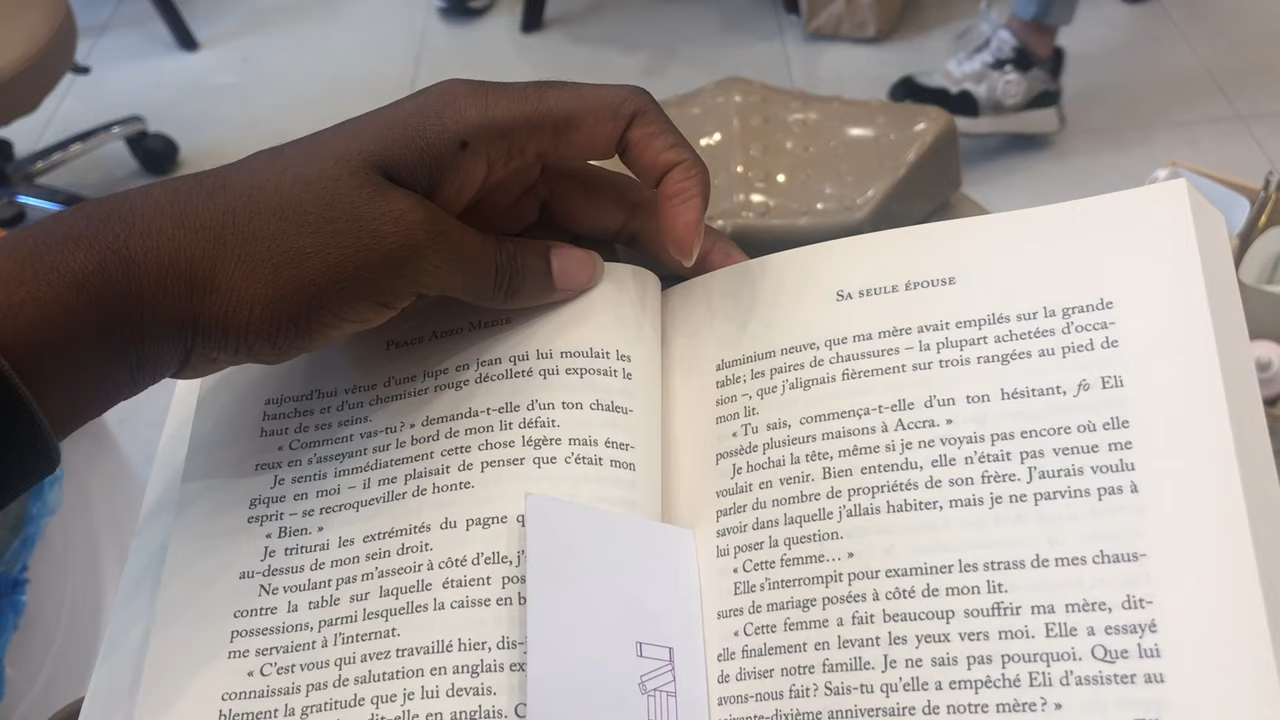 Peace Adzo Medie
aujourd'hui vêtue d'une jupe en jean qui lui moulait les
hanches et d'un chemisier rouge décolleté qui exposait le
haut de ses seins.
« Comment vas-tu ? » demanda-t-elle d'un ton chaleu-
reux en s'asseyant sur le bord de mon lit défait.
Je sentis immédiatement cette chose légère mais éner-
gique en moi – il me plaisait de penser que c'était mon
esprit – se recroqueviller de honte.
« Bien. »
Je triturai les extrémités du pagne
au-dessus de mon sein droit.
Ne voulant pas m'asseoir à côté d'elle,
contre la table sur laquelle étaient
possessions, parmi lesquelles la caisse en
me servaient à l'internat.
« C'est vous qui avez travaillé hier,
connaissais pas de salutation en anglais
blement la gratitude que je lui devais.
dit-elle en anglais.
Sa seule épouse
aluminium neuve, que ma mère avait empilés sur la grande
table ; les paires de chaussures – la plupart achetées d'occa-
sion –, que j'alignais fièrement sur trois rangées au pied de
mon lit.
« Tu sais, commença-t-elle d'un ton hésitant, fo Eli
possède plusieurs maisons à Accra. »
Je hochai la tête, même si je ne voyais pas encore où elle
voulait en venir. Bien entendu, elle n'était pas venue me
parler du nombre de propriétés de son frère. J'aurais voulu
savoir dans laquelle j'allais habiter, mais je ne parvins pas à
lui poser la question.
« Cette femme… »
Elle s'interrompit pour examiner les strass de mes chaus-
sures de mariage posées à côté de mon lit.
« Cette femme a fait beaucoup souffrir ma mère, dit-
elle finalement en levant les yeux vers moi. Elle a essayé
de diviser notre famille. Je ne sais pas pourquoi. Que lui
avons-nous fait ? Sais-tu qu'elle a empêché Eli d'assister au
anniversaire de notre mère ? »